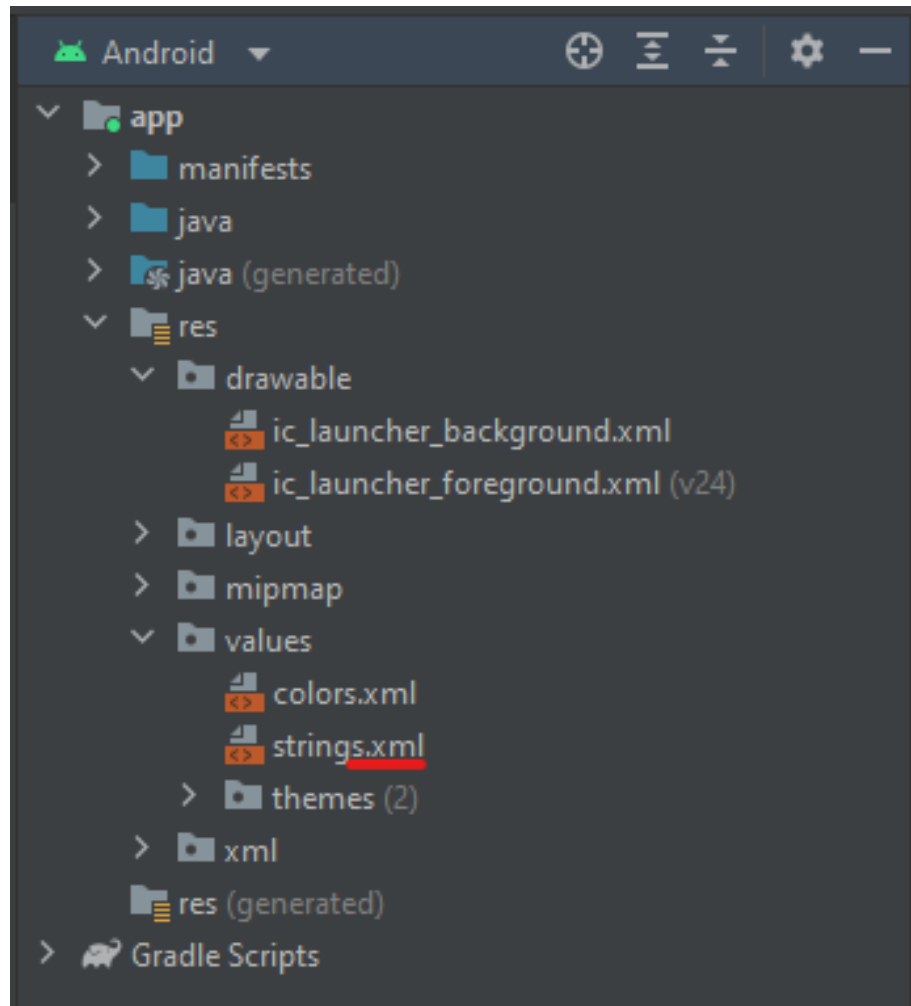 Android
app
manifests
java
java (generated)
res
drawable
ic_launcher_background.xml
ic_launcher_foreground.xml (v24)
layout
mipmap
values
colors.xml
strings.xml
themes (2)
xml
res (generated)
Gradle Scripts